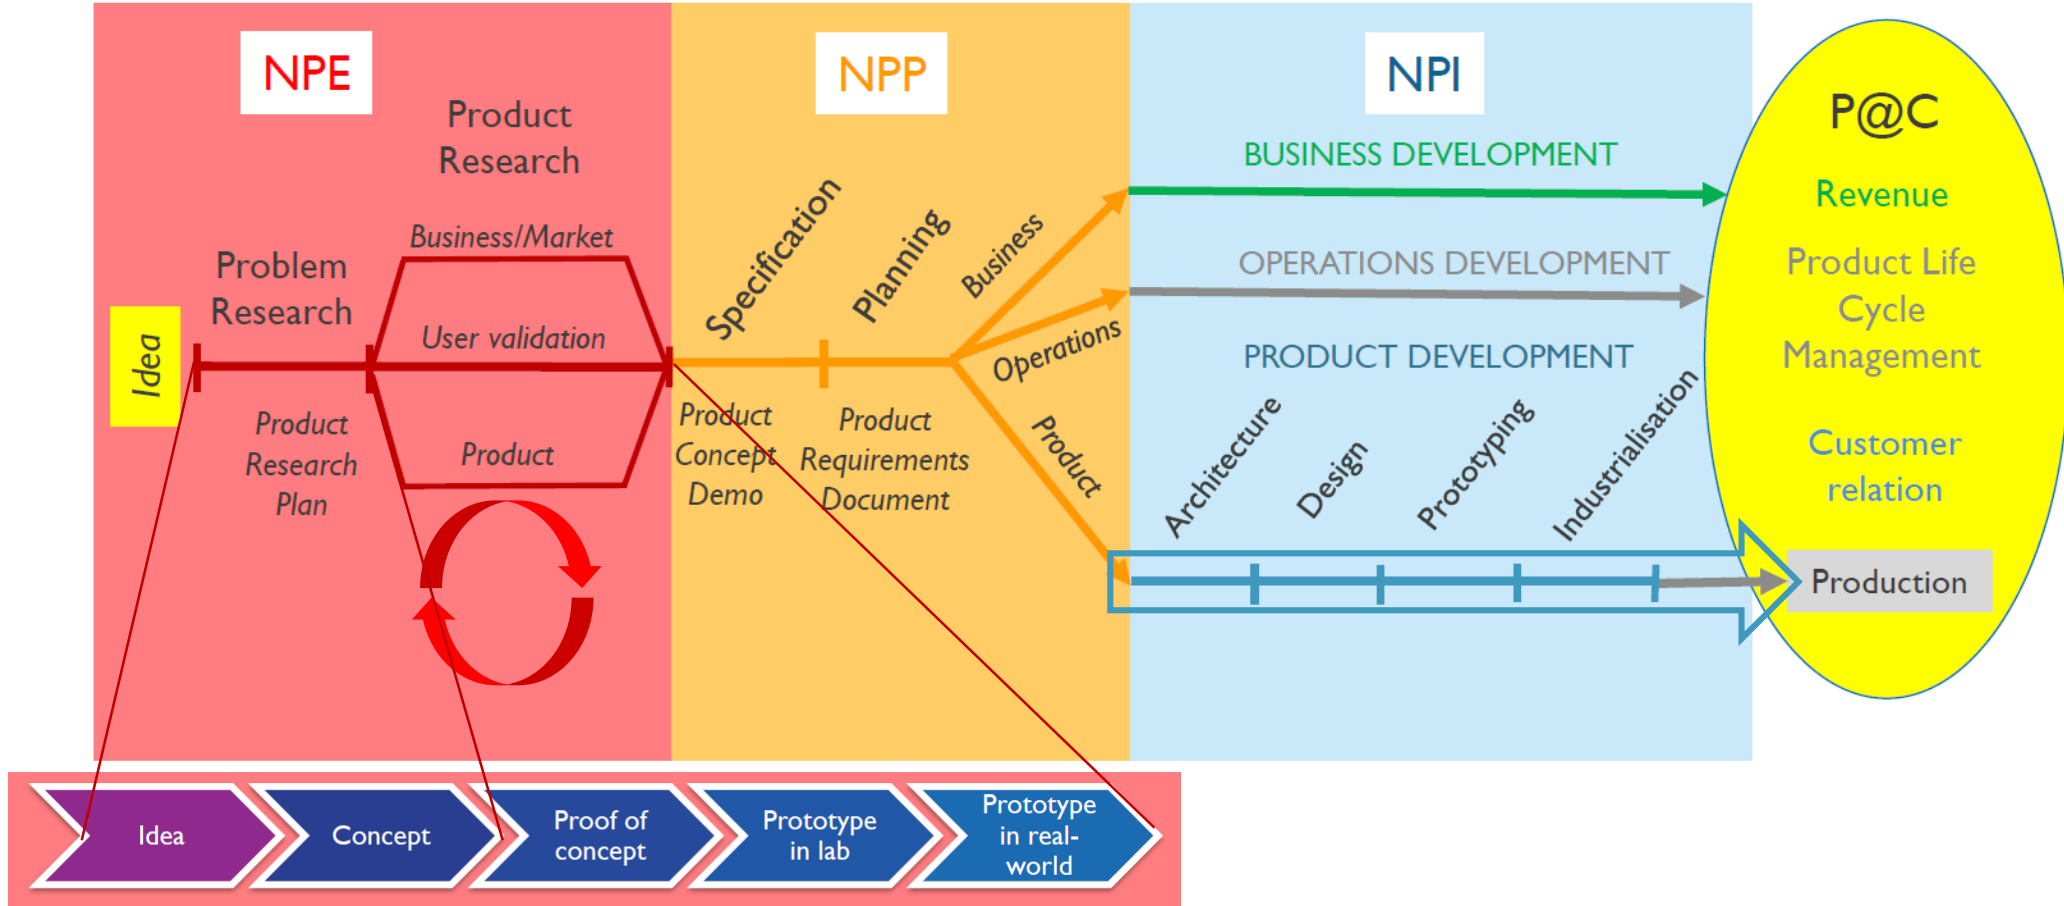 NPE
Product
Research
Business/Market
Problem
Research
Idea
User validation
Product
Research
Plan
Product
NPP
Specification
Planning
Business
Operations
Product
Product
Concept
Demo
Product
Requirements
Document
NPI
BUSINESS DEVELOPMENT
OPERATIONS DEVELOPMENT
PRODUCT DEVELOPMENT
Architecture
Design
Prototyping
Industrialisation
P@C
Revenue
Product Life
Cycle
Management
Customer
relation
Production
Idea
Concept
Proof of
concept
Prototype
in lab
Prototype
in real-
world